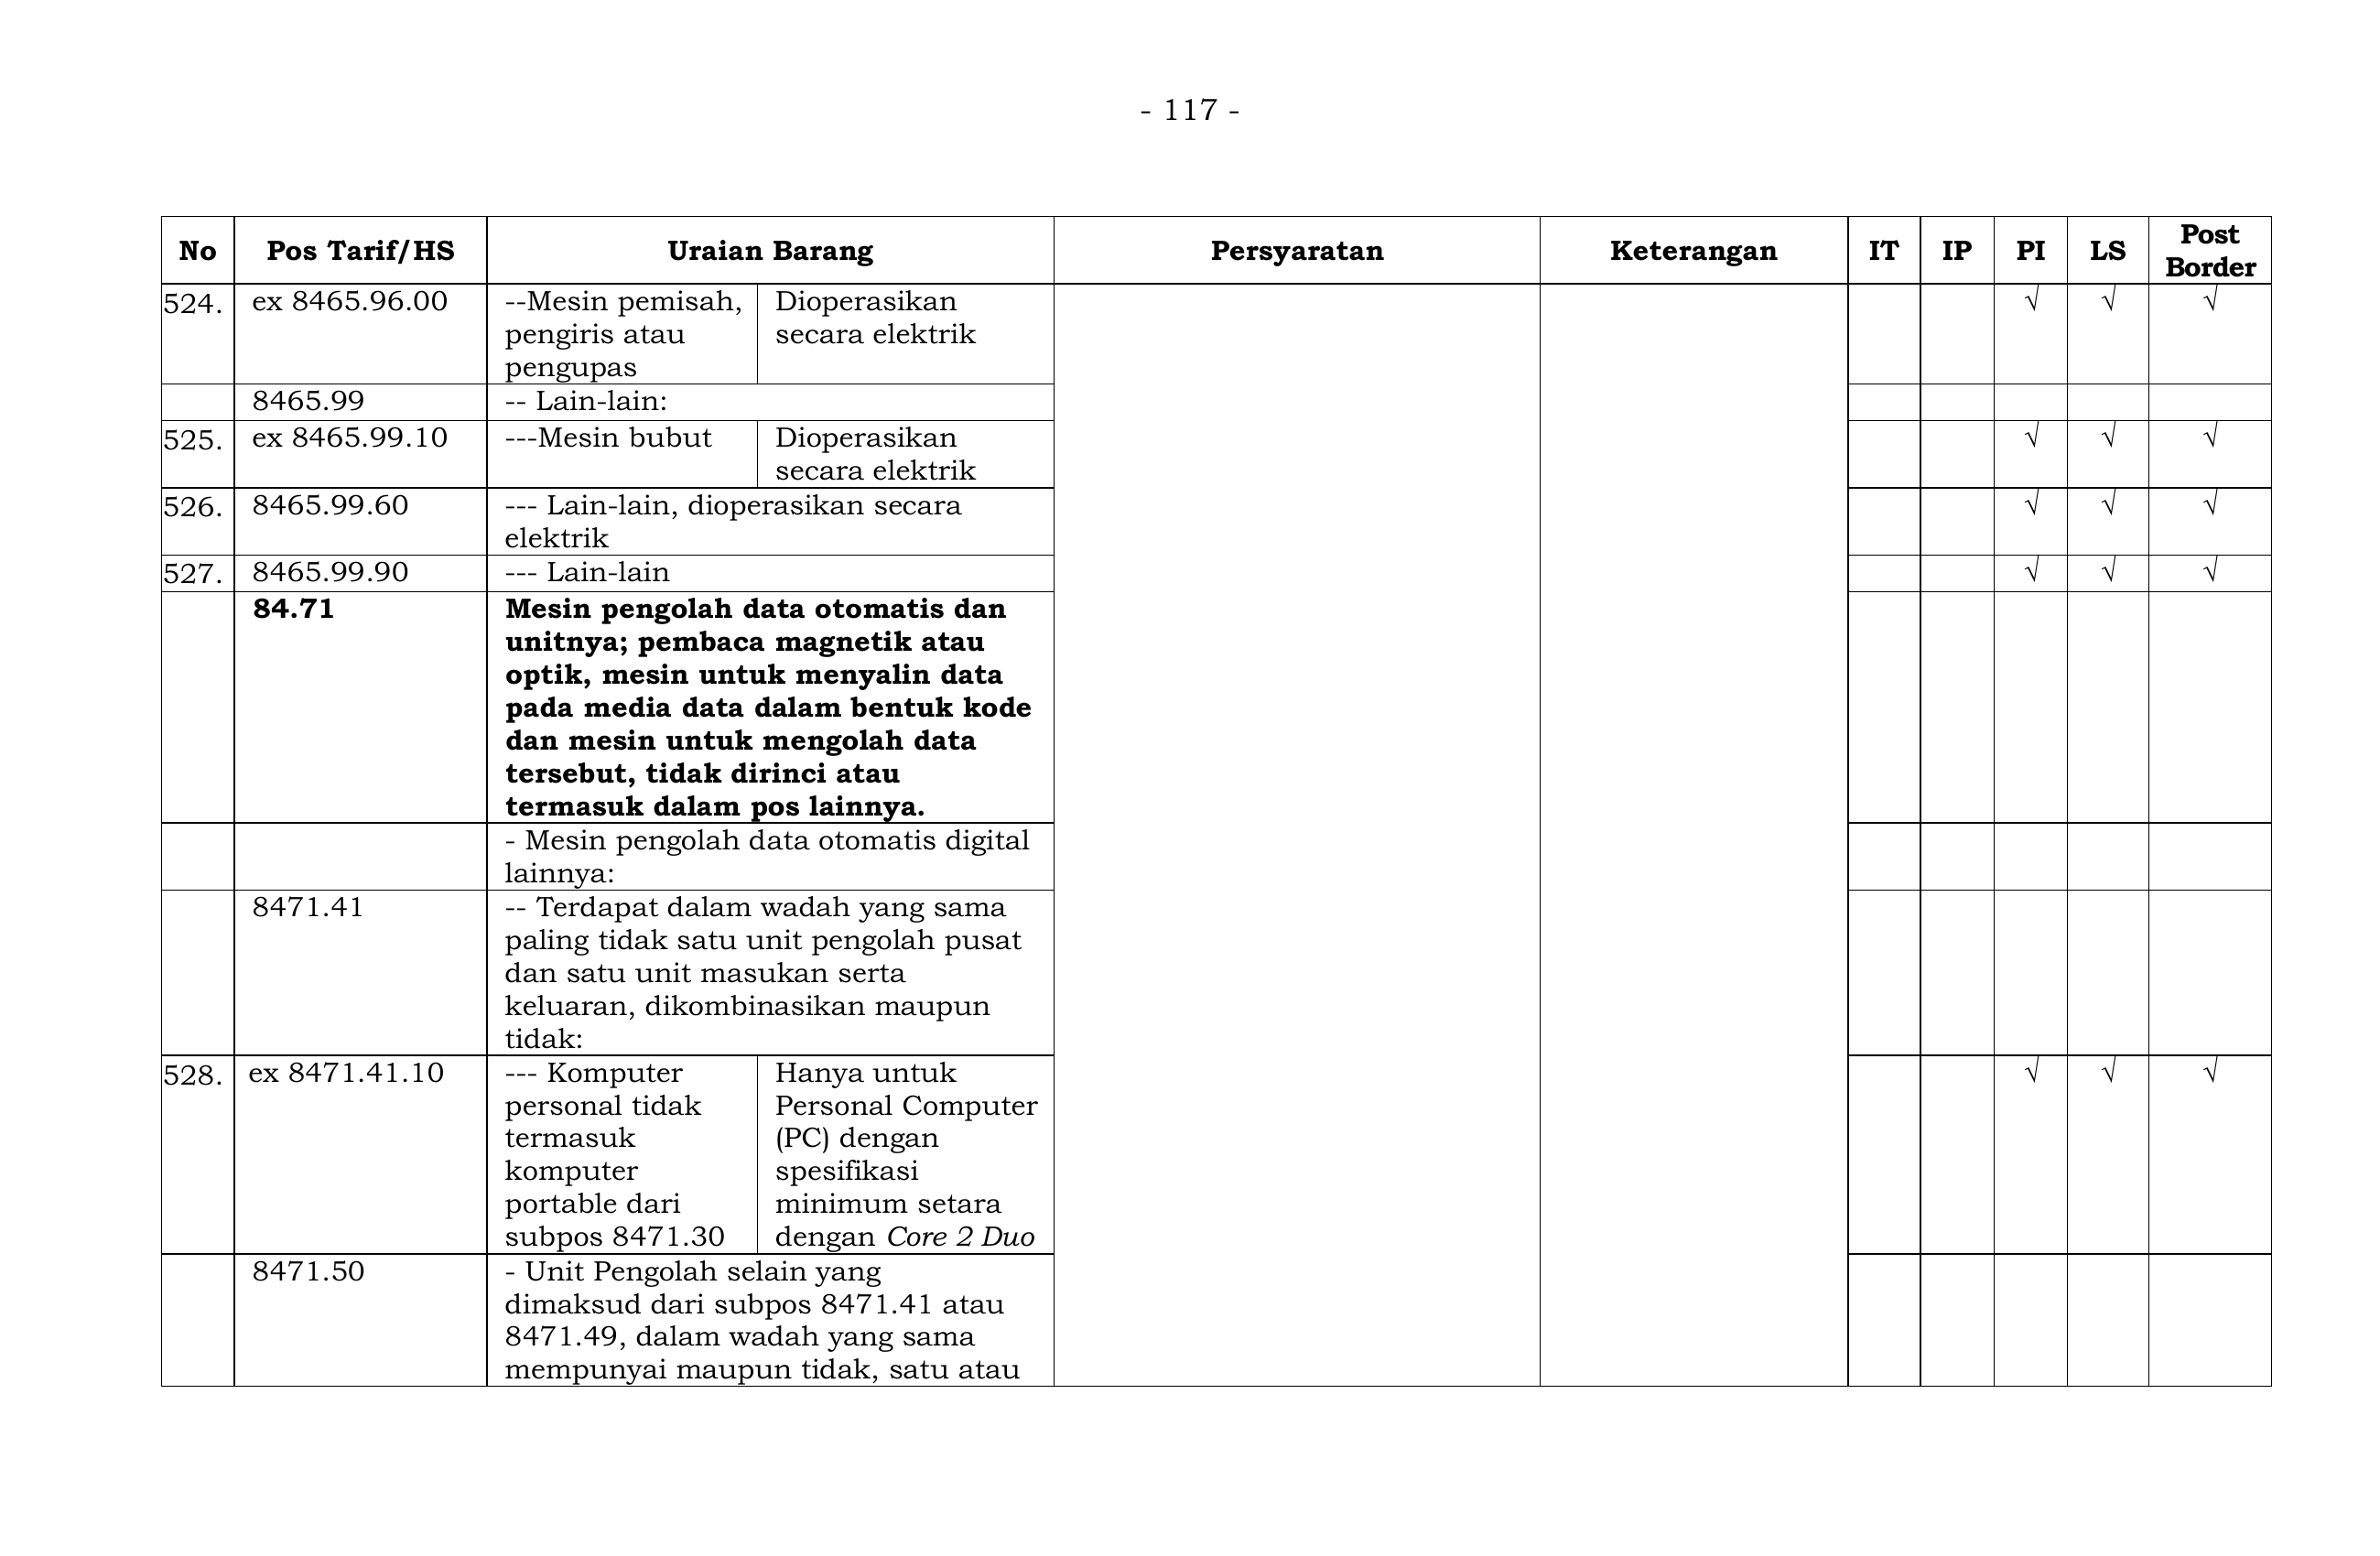 - 117 -
No Pos Tarif/HS Uraian Barang Persyaratan Keterangan IT IP PI LS Post Border
524. ex 8465.96.00 --Mesin pemisah, Dioperasikan √ √ √
pengiris atau secara elektrik
pengupas
8465.99 -- Lain-lain:
525. ex 8465.99.10 ---Mesin bubut Dioperasikan √ √ √
secara elektrik
526. 8465.99.60 --- Lain-lain, dioperasikan secara √ √ √
elektrik
527. 8465.99.90 --- Lain-lain √ √ √
84.71 Mesin pengolah data otomatis dan
unitnya; pembaca magnetik atau
optik, mesin untuk menyalin data
pada media data dalam bentuk kode
dan mesin untuk mengolah data
tersebut, tidak dirinci atau
termasuk dalam pos lainnya.
- Mesin pengolah data otomatis digital
lainnya:
8471.41 -- Terdapat dalam wadah yang sama
paling tidak satu unit pengolah pusat
dan satu unit masukan serta
keluaran, dikombinasikan maupun
tidak:
528. ex 8471.41.10 --- Komputer Hanya untuk √ √ √
personal tidak Personal Computer
termasuk (PC) dengan
komputer spesifikasi
portable dari minimum setara
subpos 8471.30 dengan Core 2 Duo
8471.50 - Unit Pengolah selain yang
dimaksud dari subpos 8471.41 atau
8471.49, dalam wadah yang sama
mempunyai maupun tidak, satu atau